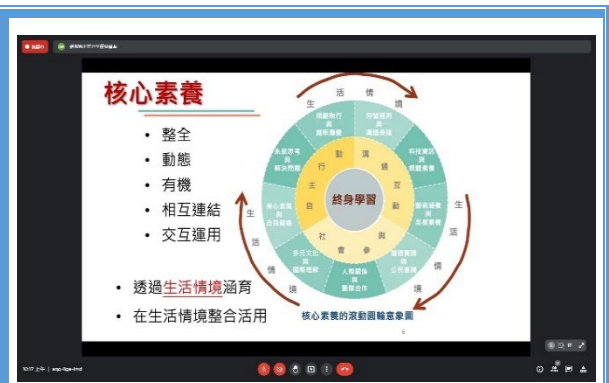 核心素養
• 整全
• 動態
• 有機
• 相互連結
• 交互運用
• 透過生活情境涵育
• 在生活情境整合活用
生活情境
規劃執行
與
創新應變
符號運用
與
溝通表達
系統思考
與
解決問題
科技資訊
與
媒體素養
身心素質
與
自我精進
藝術涵養
與
美感素養
多元文化
與
國際理解
人際關係
與
團隊合作
道德實踐
與
公民意識
自主行動
溝通互動
社會參與
終身學習
生活情境
生活情境
核心素養的滾動圓輪意象圖
6